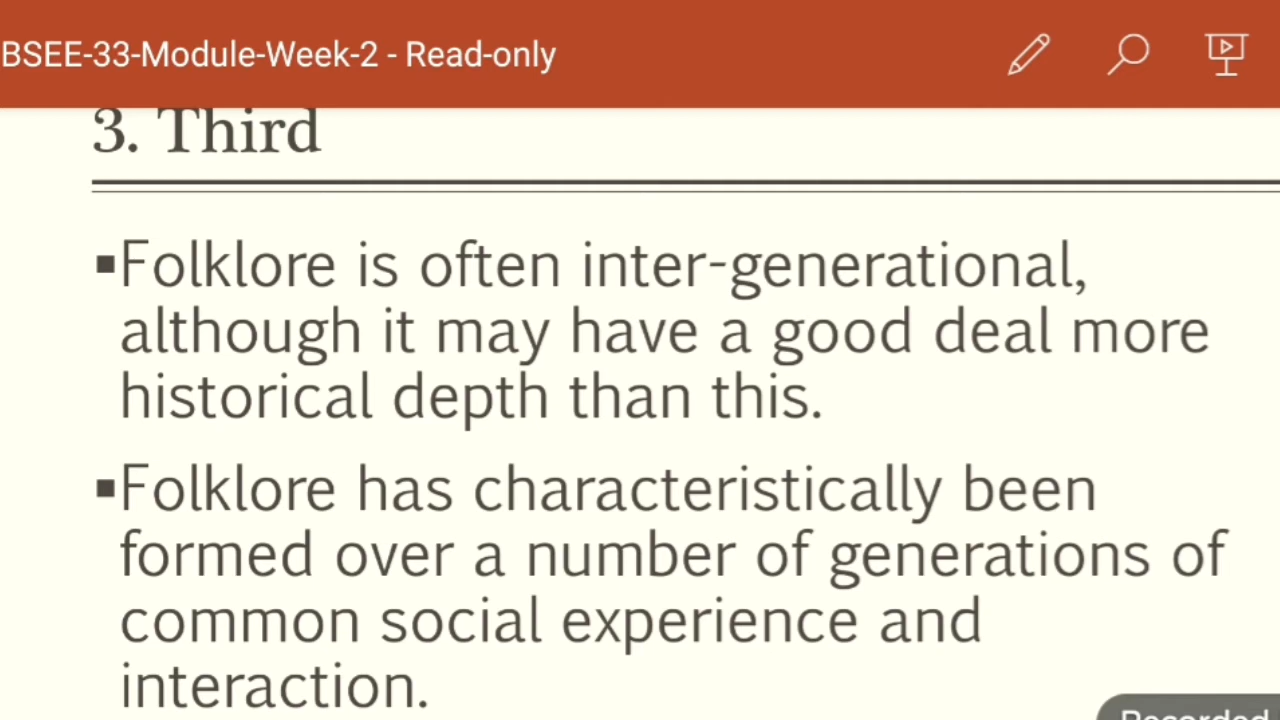 BSEE-33-Module-Week-2 - Read-only
3. Third
▪Folklore is often inter-generational,
although it may have a good deal more
historical depth than this.
▪Folklore has characteristically been
formed over a number of generations of
common social experience and
interaction.
Recorded